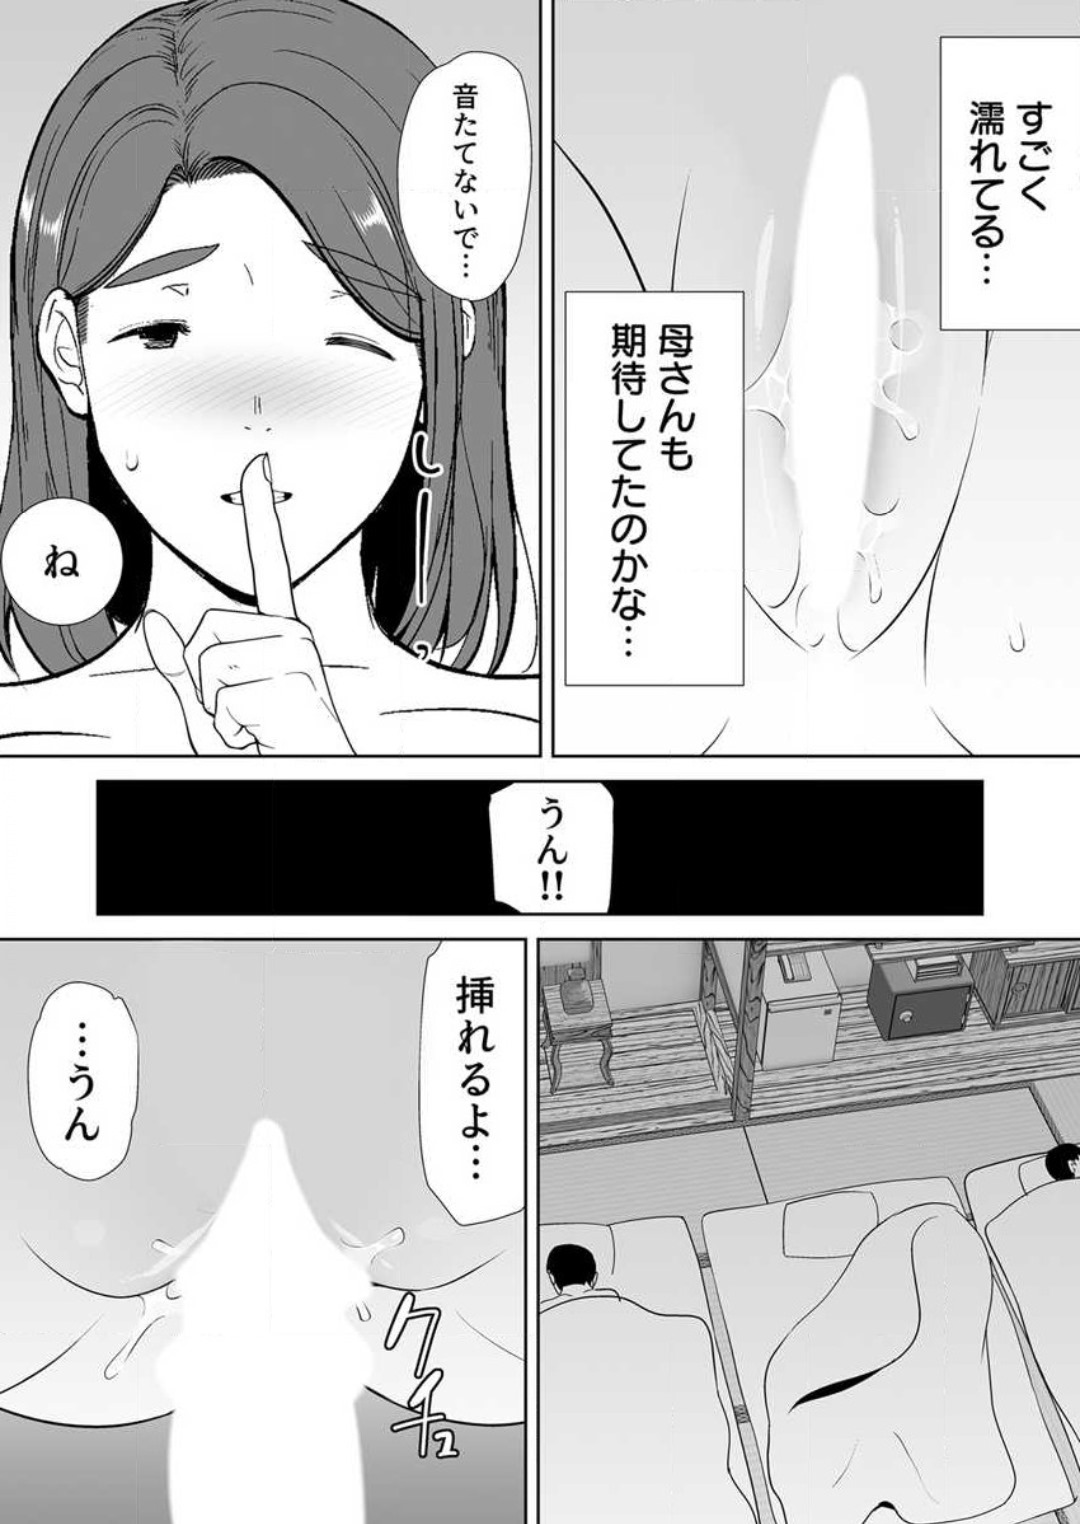 すごく
濡れてる…
母さんも
期待してたのかな…
音たてないで…
しーーっ
ね
うん!!
挿れるよ…
…うん
クチュ